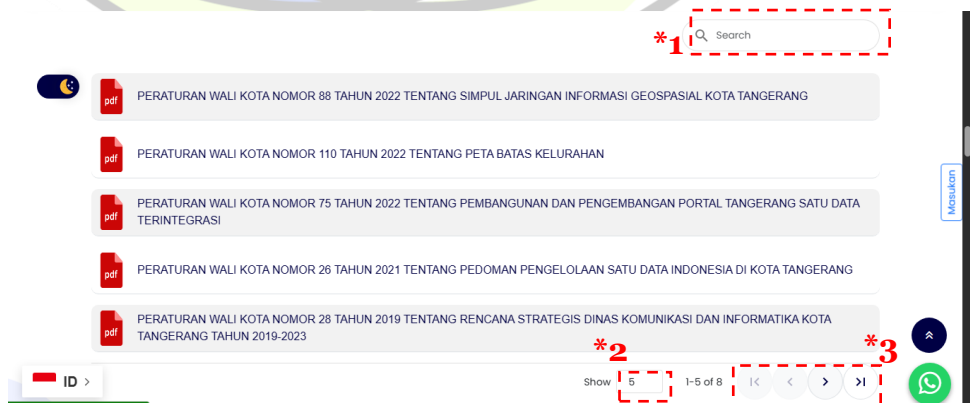 *1
Search
pdf
PERATURAN WALI KOTA NOMOR 88 TAHUN 2022 TENTANG SIMPUL JARINGAN INFORMASI GEOSPASIAL KOTA TANGERANG
pdf
PERATURAN WALI KOTA NOMOR 110 TAHUN 2022 TENTANG PETA BATAS KELURAHAN
Masukan
pdf
PERATURAN WALI KOTA NOMOR 75 TAHUN 2022 TENTANG PEMBANGUNAN DAN PENGEMBANGAN PORTAL TANGERANG SATU DATA
TERINTEGRASI
pdf
PERATURAN WALI KOTA NOMOR 26 TAHUN 2021 TENTANG PEDOMAN PENGELOLAAN SATU DATA INDONESIA DI KOTA TANGERANG
pdf
PERATURAN WALI KOTA NOMOR 28 TAHUN 2019 TENTANG RENCANA STRATEGIS DINAS KOMUNIKASI DAN INFORMATIKA KOTA
TANGERANG TAHUN 2019-2023
*2
*3
ID >
Show 5 1-5 of 8